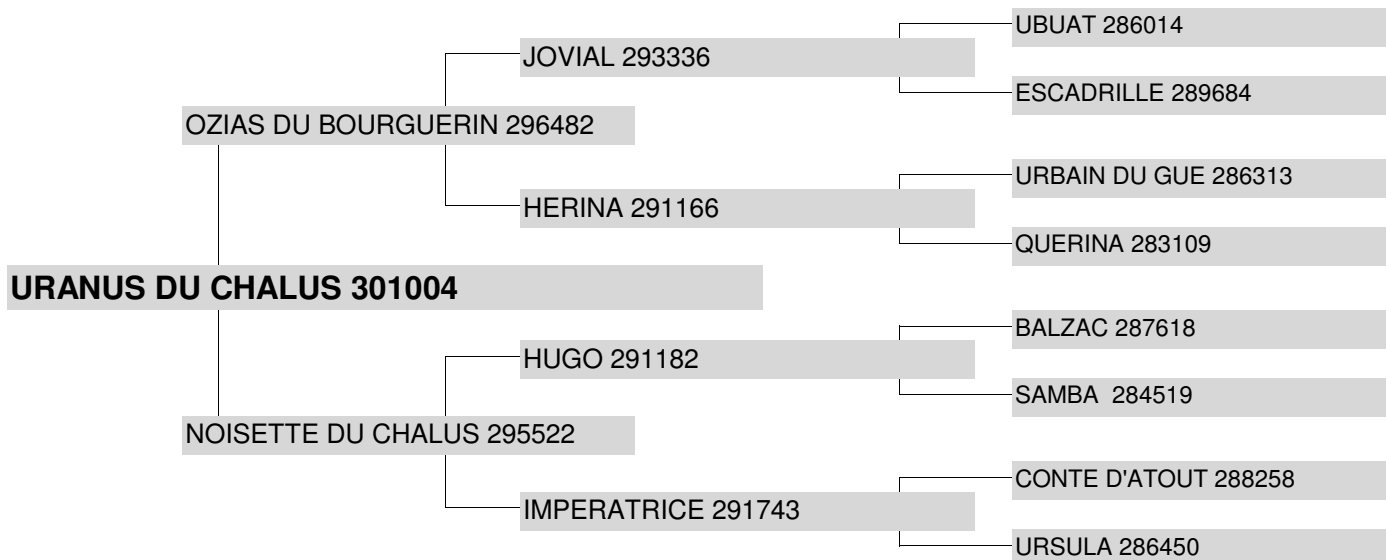 UBUAT 286014
JOVIAL 293336
ESCADRILLE 289684
OZIAS DU BOURGUERIN 296482
URBAIN DU GUE 286313
HERINA 291166
QUERINA 283109
URANUS DU CHALUS 301004
BALZAC 287618
HUGO 291182
SAMBA  284519
NOISETTE DU CHALUS 295522
CONTE D'ATOUT 288258
IMPERATRICE 291743
URSULA 286450